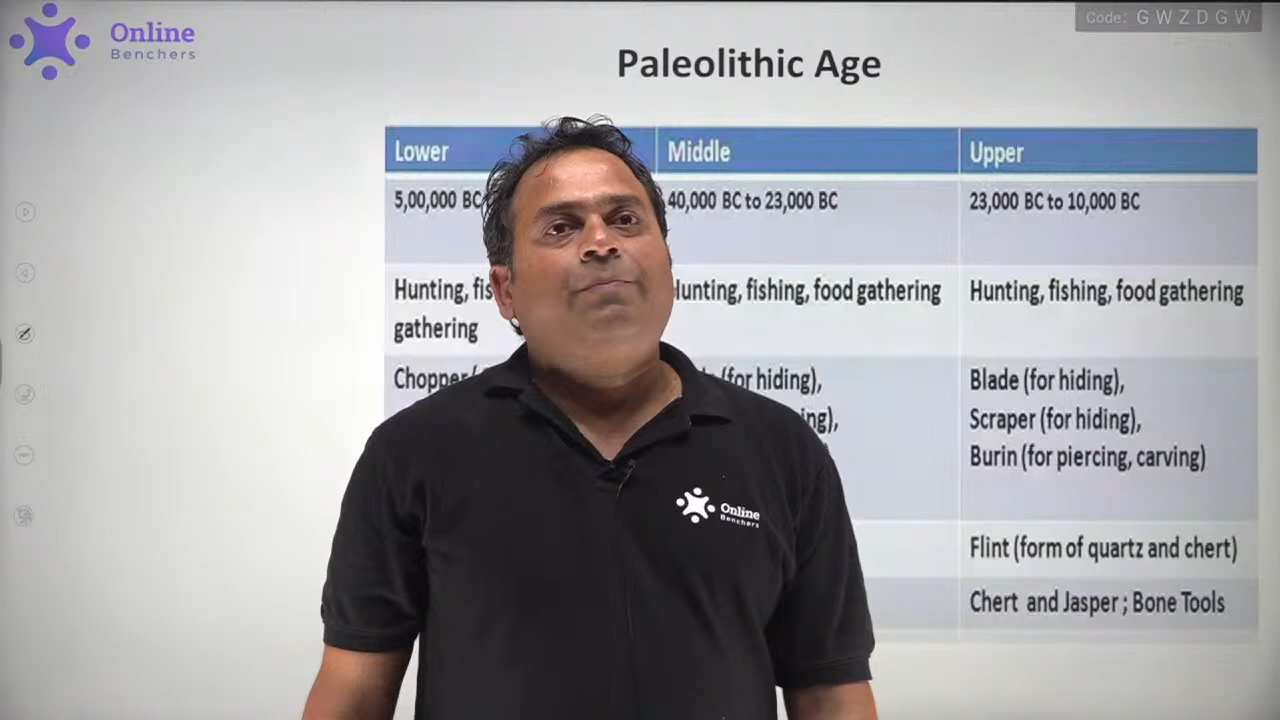 Online
Benchers
Code: G W Z D G W
Paleolithic Age
Lower
Middle
Upper
5,00,000 BC
40,000 BC to 23,000 BC
23,000 BC to 10,000 BC
Hunting,
gathering
Hunting, fishing, food gathering
Hunting, fishing, food gathering
Chopper
(for hiding),
Blade (for hiding),
Scraper (for hiding),
Burin (for piercing, carving)
Flint (form of quartz and chert)
Chert and Jasper ; Bone Tools
Online
Benchers